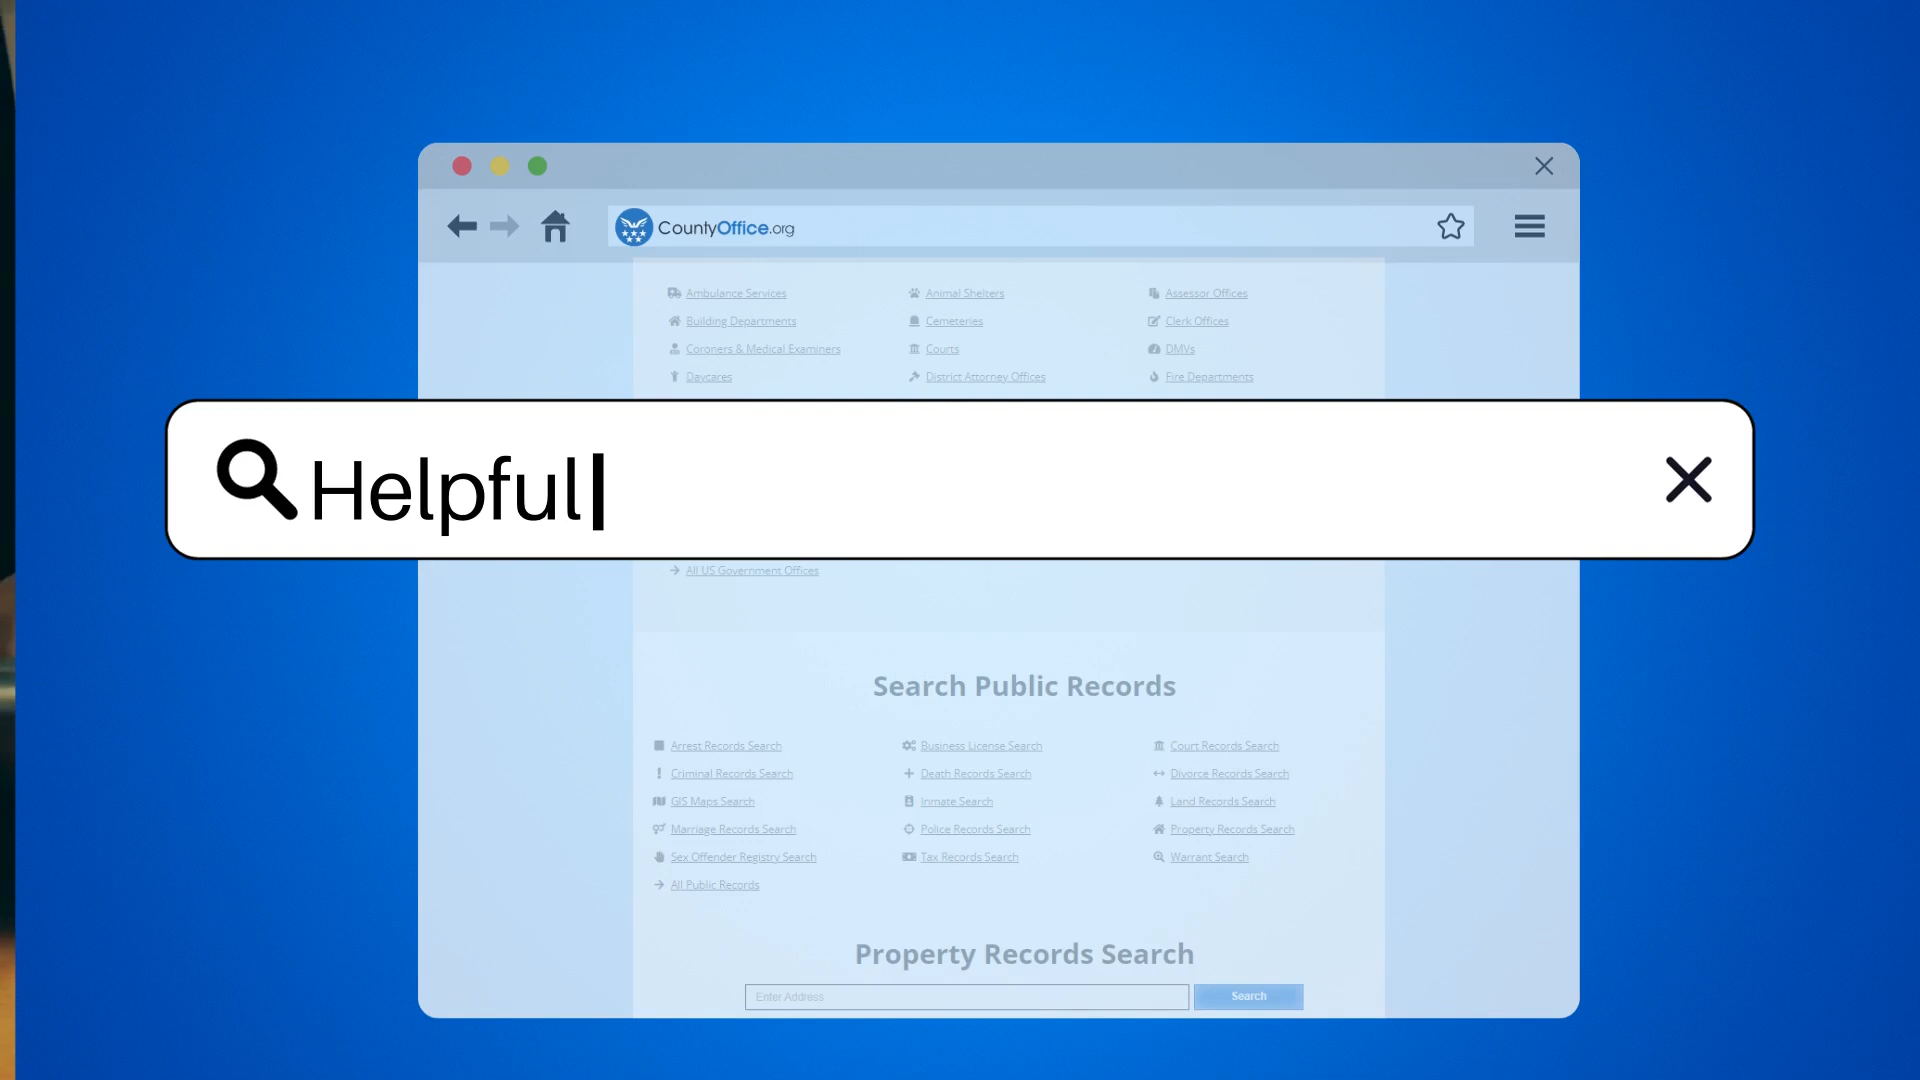 CountyOffice.org
Ambulance Services Animal Shelters Assessor Offices
Building Departments Cemeteries Clerk Offices
Coroners & Medical Examiners Courts DMVs
Daycares District Attorney Offices Fire Departments
Helpful
All US Government Offices
Search Public Records
Arrest Records Search Business License Search Court Records Search
Criminal Records Search Death Records Search Divorce Records Search
GIS Maps Search Inmate Search Land Records Search
Marriage Records Search Police Records Search Property Records Search
Sex Offender Registry Search Tax Records Search Warrant Search
All Public Records
Property Records Search
Enter Address Search